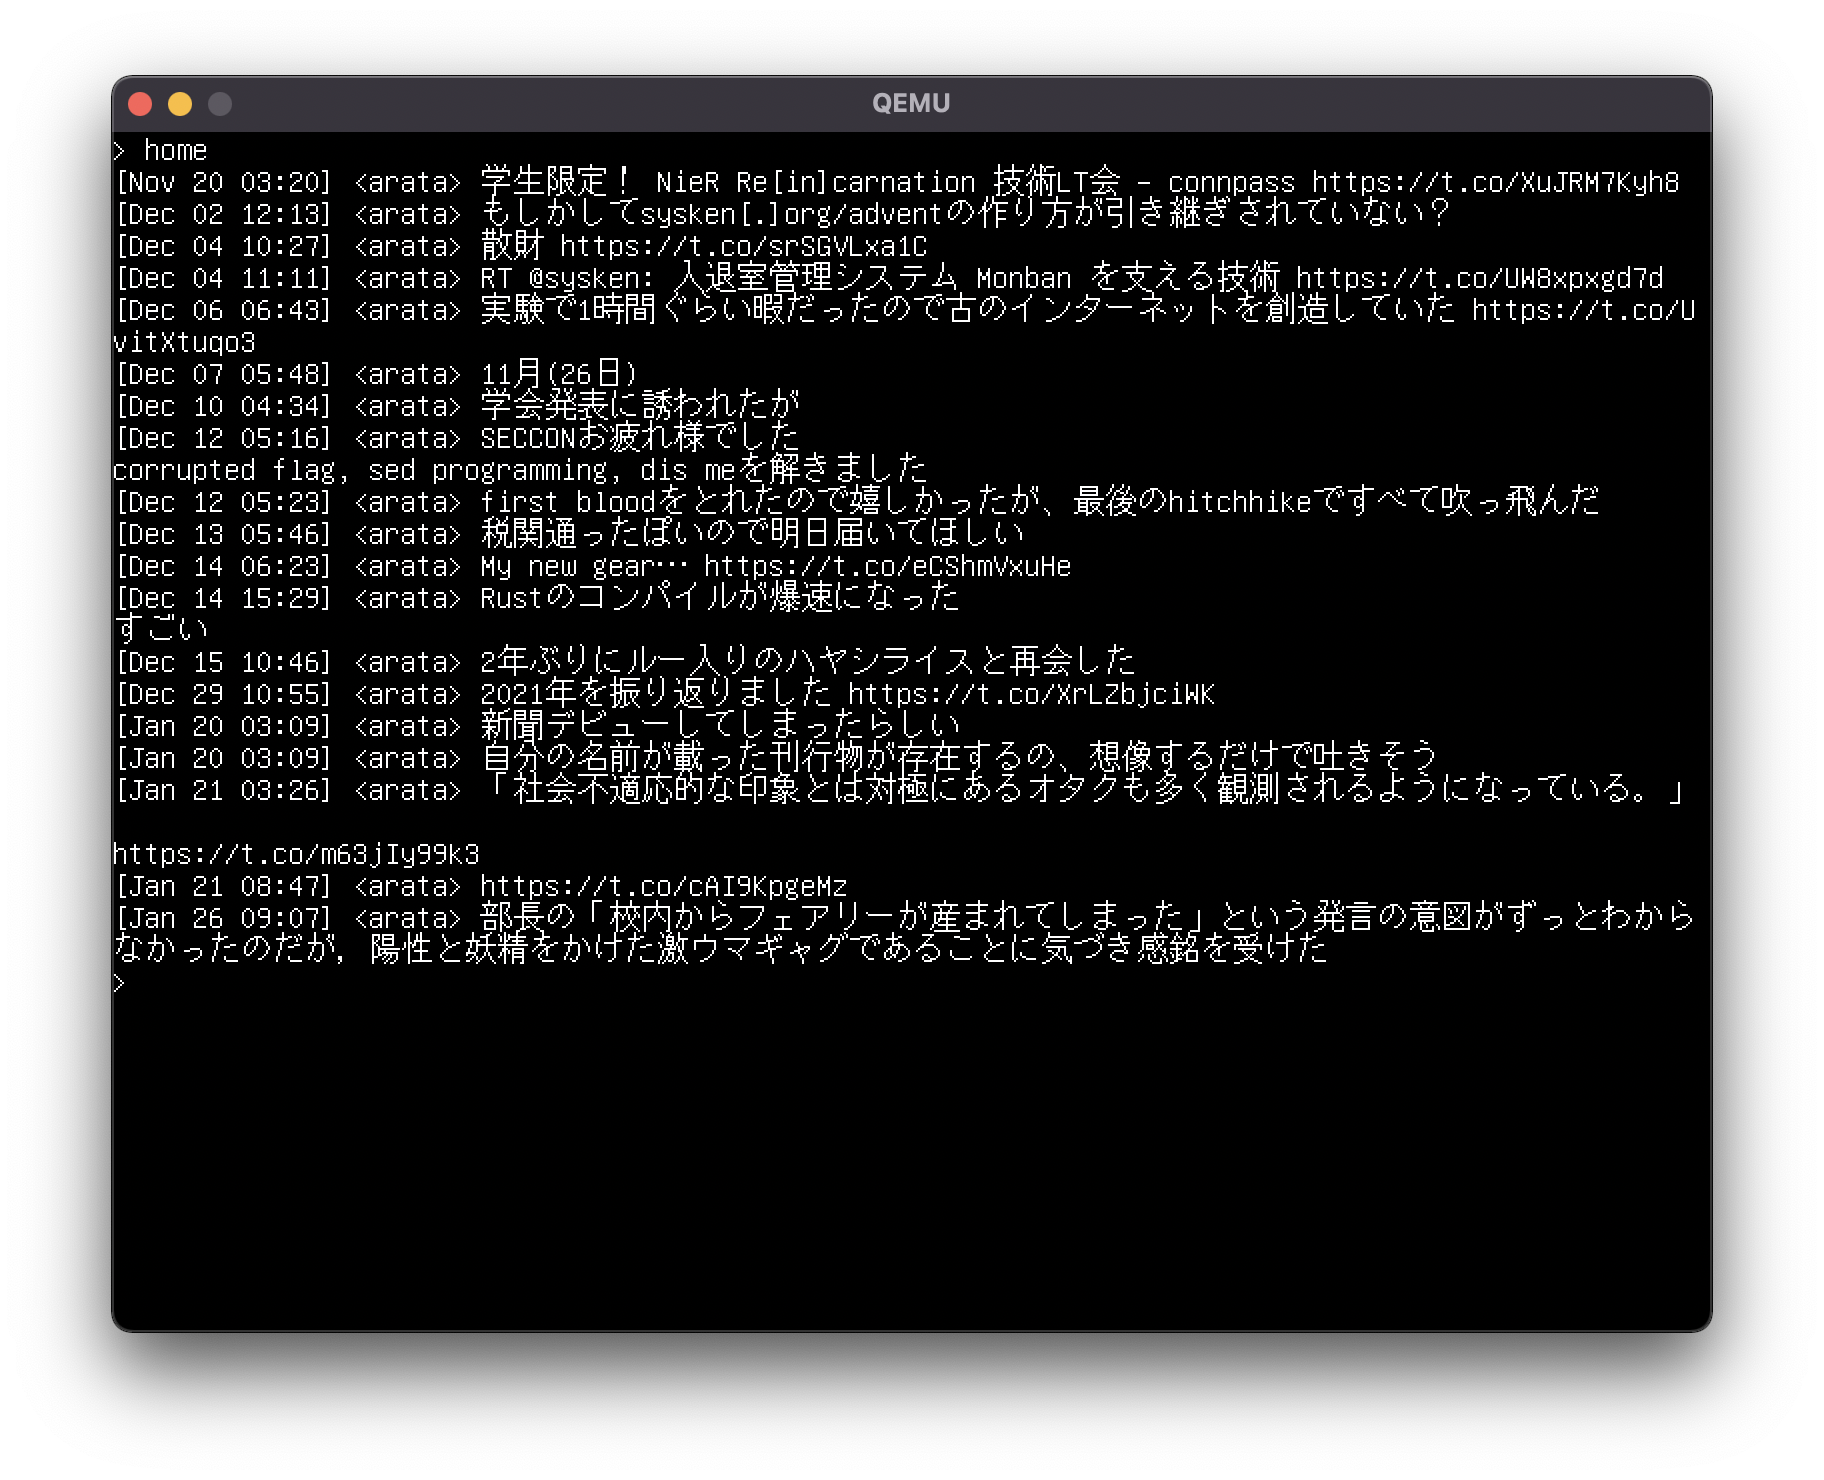 QEMU
> home
[Nov 20 03:20] <arata> 学生限定！ NieR Re[in]carnation 技術LT会 - connpass https://t.co/XuJRM7Kyh8
[Dec 02 12:13] <arata> もしかしてsysken[.]org/adventの作り方が引き継ぎされていない？
[Dec 04 10:27] <arata> 散財 https://t.co/srSGVLxa1C
[Dec 04 11:11] <arata> RT @sysken: 入退室管理システム Monban を支える技術 https://t.co/UW8xpxgd7d
[Dec 06 06:43] <arata> 実験で1時間ぐらい暇だったので古のインターネットを創造していた https://t.co/U
vitXtuqo3
[Dec 07 05:48] <arata> 11月(26日)
[Dec 10 04:34] <arata> 学会発表に誘われたが
[Dec 12 05:16] <arata> SECCONお疲れ様でした
corrupted flag, sed programming, dis meを解きました
[Dec 12 05:23] <arata> first bloodをとれたので嬉しかったが、最後のhitchhikeですべて吹っ飛んだ
[Dec 13 05:46] <arata> 税関通ったぽいので明日届いてほしい
[Dec 14 06:23] <arata> My new gear… https://t.co/eCShmVxuHe
[Dec 14 15:29] <arata> Rustのコンパイルが爆速になった
すごい
[Dec 15 10:46] <arata> 2年ぶりにルー入りのハヤシライスと再会した
[Dec 29 10:55] <arata> 2021年を振り返りました https://t.co/XrLZbjciWK
[Jan 20 03:09] <arata> 新聞デビューしてしまったらしい
[Jan 20 03:09] <arata> 自分の名前が載った刊行物が存在するの、想像するだけで吐きそう
[Jan 21 03:26] <arata> 「社会不適応的な印象とは対極にあるオタクも多く観測されるようになっている。」
https://t.co/m63jIy99k3
[Jan 21 08:47] <arata> https://t.co/cAI9KpgeMz
[Jan 26 09:07] <arata> 部長の「校内からフェアリーが産まれてしまった」という発言の意図がずっとわから
なかったのだが，陽性と妖精をかけた激ウマギャグであることに気づき感銘を受けた
>